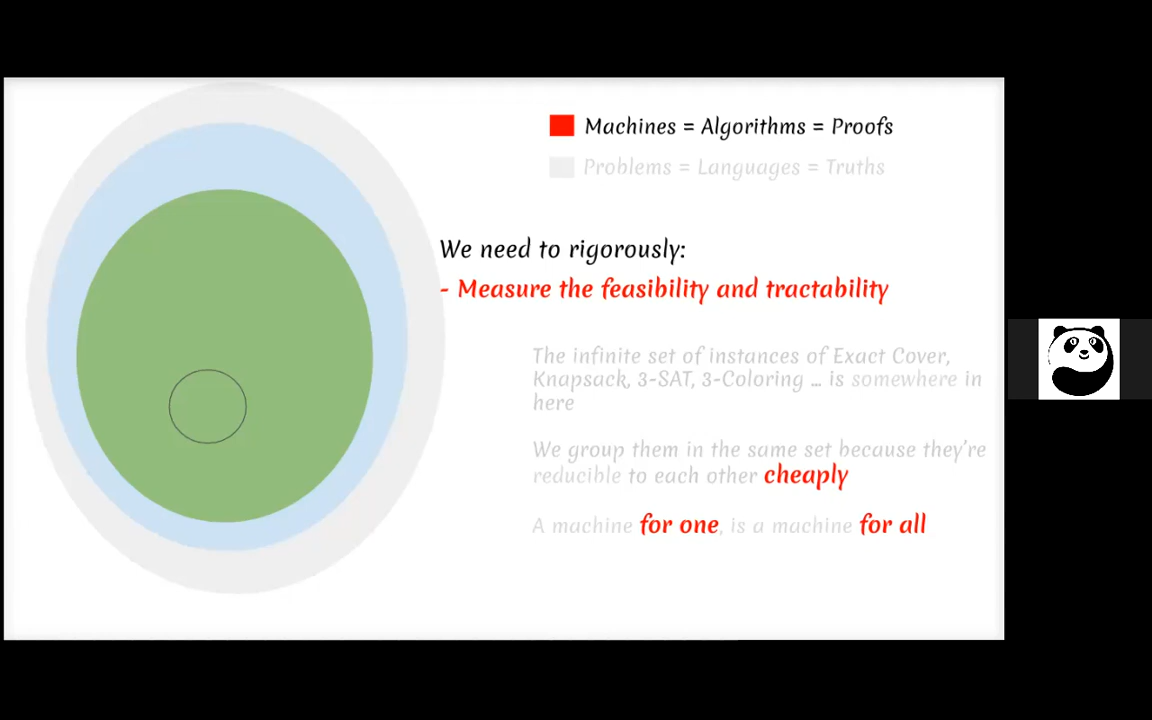 Machines = Algorithms = Proofs
Problems = Languages = Truths
We need to rigorously:
- Measure the feasibility and tractability
The infinite set of instances of Exact Cover,
Knapsack, 3-SAT, 3-Coloring ... is somewhere in
here
We group them in the same set because they're
reducible to each other cheaply
A machine for one, is a machine for all